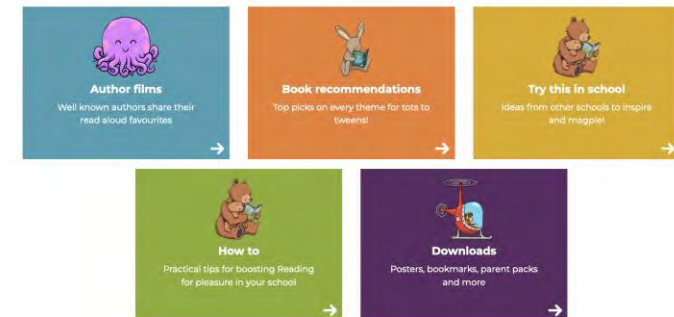 Author films
Well known authors share their
read aloud favourites
Book recommendations
Top picks on every theme for tots to
tweens!
Try this in school
Ideas from other schools to inspire
and magpie!
How to
Practical tips for boosting Reading
for pleasure in your school
Downloads
Posters, bookmarks, parent packs
and more